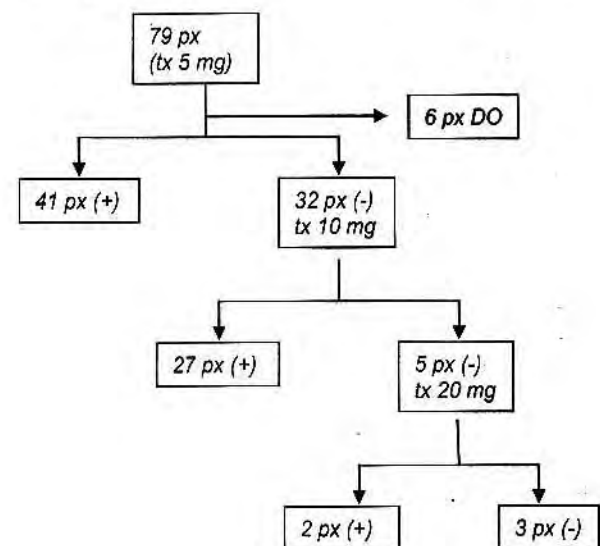 79 px
(tx 5 mg)
6 px DO
41 px (+)
32 px (-)
tx 10 mg
27 px (+)
5 px (-)
tx 20 mg
2 px (+)
3 px (-)